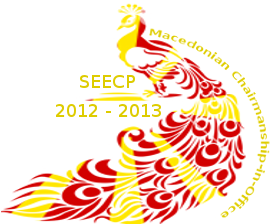 SEECP
2012 - 2013
Macedonian Chairmanship-in-Office